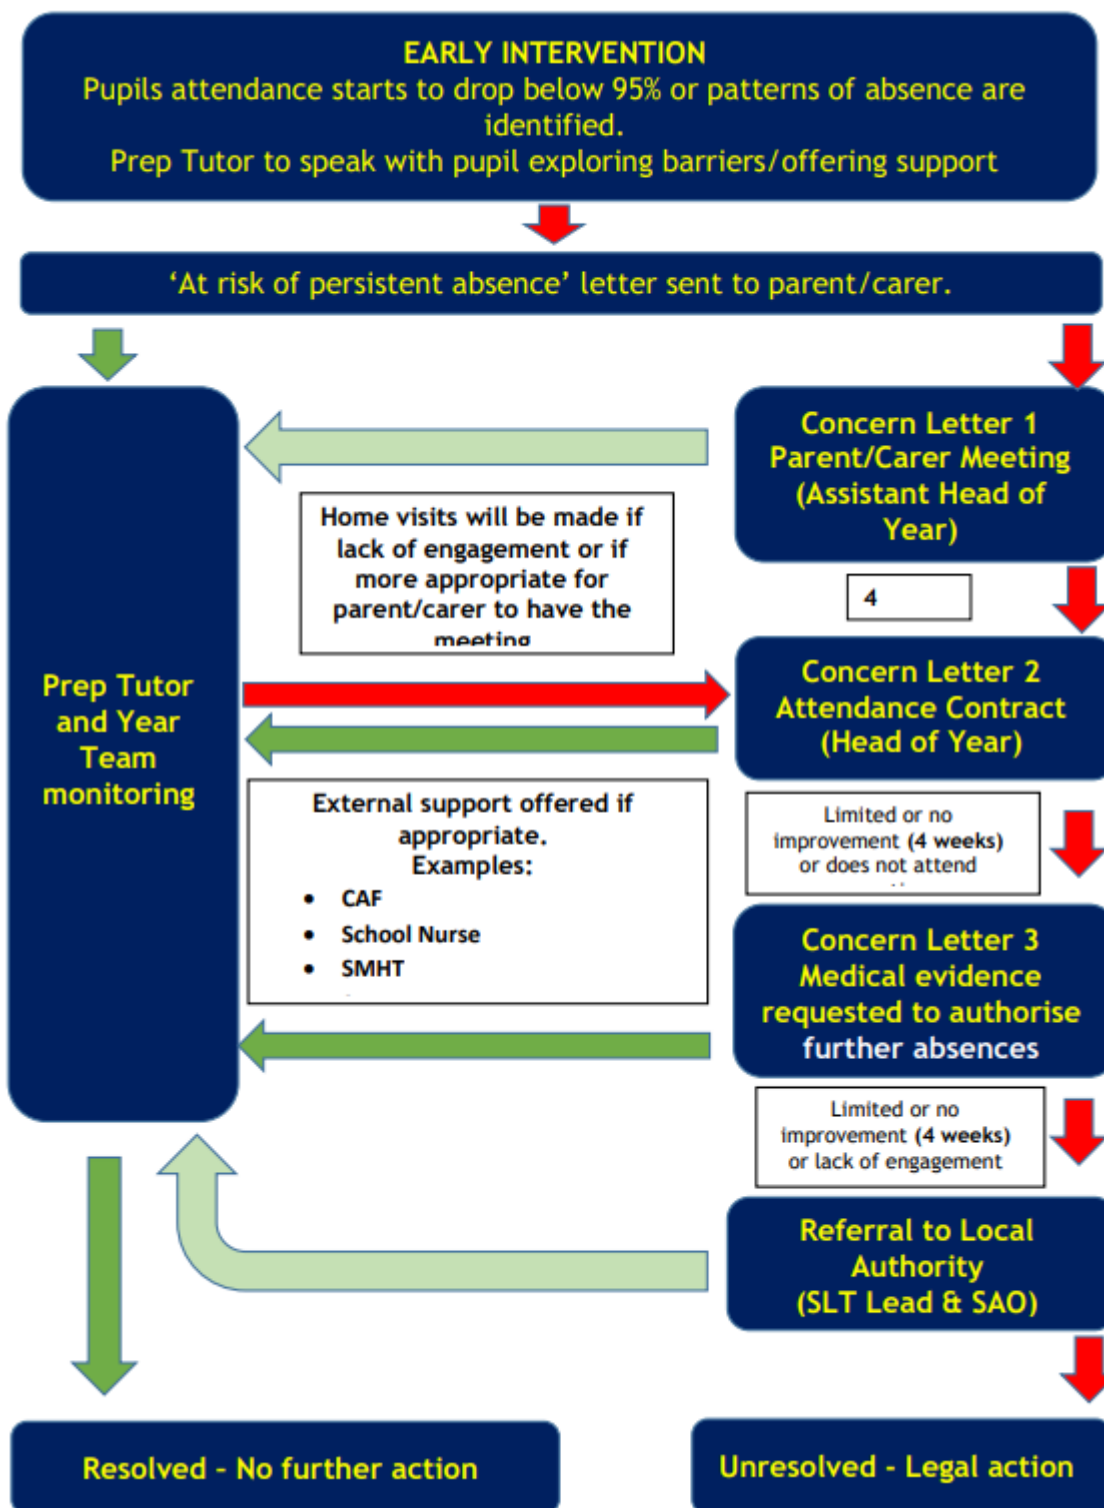 EARLY INTERVENTION
Pupils attendance starts to drop below 95% or patterns of absence are
identified.
Prep Tutor to speak with pupil exploring barriers/offering support
‘At risk of persistent absence’ letter sent to parent/carer.
Concern Letter 1
Parent/Carer Meeting
(Assistant Head of
Year)
Home visits will be made if
lack of engagement or if
more appropriate for
parent/carer to have the
meeting
4
Prep Tutor
and Year
Team
monitoring
Concern Letter 2
Attendance Contract
(Head of Year)
External support offered if
appropriate.
Examples:
• CAF
• School Nurse
• SMHT
Limited or no
improvement (4 weeks)
or does not attend
Concern Letter 3
Medical evidence
requested to authorise
further absences
Limited or no
improvement (4 weeks)
or lack of engagement
Referral to Local
Authority
(SLT Lead & SAO)
Resolved – No further action
Unresolved - Legal action